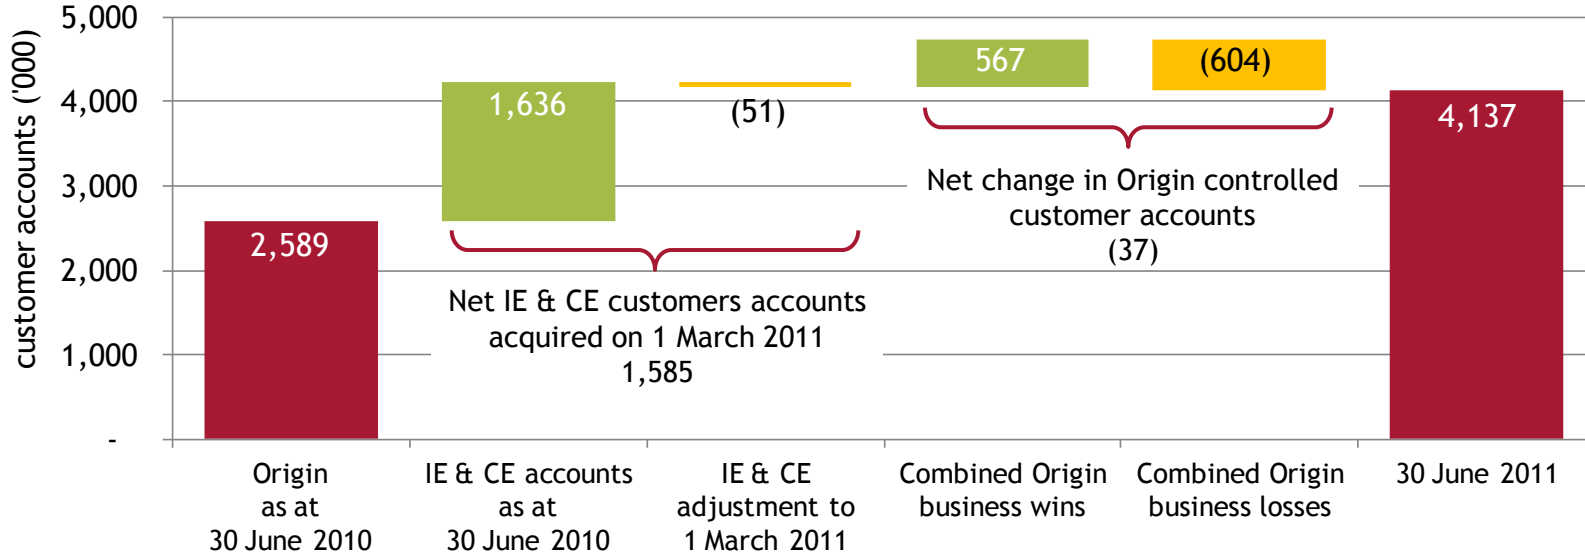 customer accounts ('000)
5,000
4,000
3,000
2,000
1,000
-
2,589
1,636
(51)
567
(604)
4,137
Net IE & CE customers accounts
acquired on 1 March 2011
1,585
Net change in Origin controlled
customer accounts
(37)
Origin
as at
30 June 2010
IE & CE accounts
as at
30 June 2010
IE & CE
adjustment to
1 March 2011
Combined Origin
business wins
Combined Origin
business losses
30 June 2011